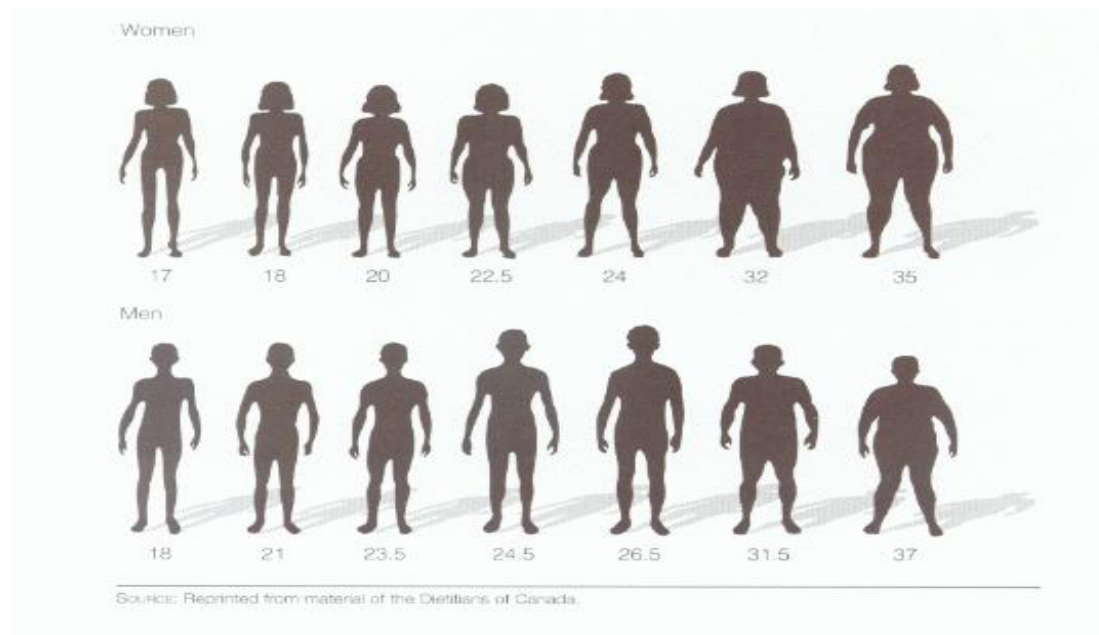 Women
17 18 20 22.5 24 32 35
Men
18 21 23.5 24.5 26.5 31.5 37
SOURCE: Reprinted from material of the Dietitians of Canada.